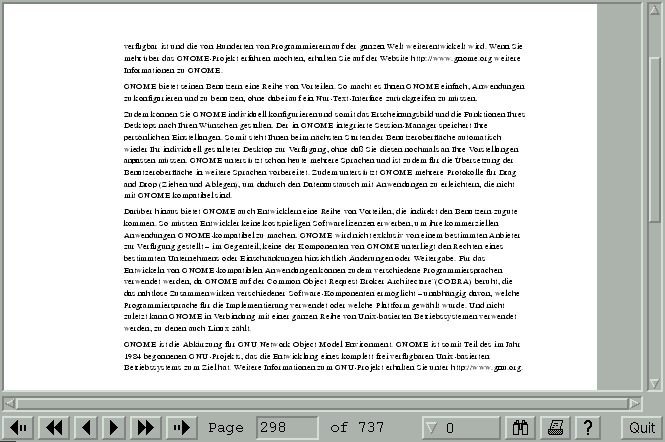 verfügbar ist und die von Hunderten von Programmierern auf der ganzen Welt weiterentwickelt wird. Wenn Sie
mehr über das GNOME-Projekt erfahren möchten, erhalten Sie auf der Website http://www.gnome.org weitere
Informationen zu GNOME.
GNOME bietet seinen Benutzern eine Reihe von Vorteilen. So macht es Ihnen GNOME einfach, Anwendungen
zu konfigurieren und zu benutzen, ohne dabei auf ein Nur-Text-Interface zurückgreifen zu müssen.
Zudem können Sie GNOME individuell konfigurieren und somit das Erscheinungsbild und die Funktionen Ihres
Desktops nach Ihren Wünschen gestalten. Der in GNOME integrierte Session-Manager speichert Ihre
persönlichen Einstellungen. Somit steht Ihnen beim nächsten Starten der Benutzeroberfläche automatisch
wieder Ihr individuell gestalteter Desktop zur Verfügung, ohne daß Sie diesen nochmals an Ihre Vorstellungen
anpassen müssen. GNOME unterstützt schon heute mehrere Sprachen und ist zudem für die Übersetzung der
Benutzeroberfläche in weitere Sprachen vorbereitet. Zudem unterstützt GNOME mehrere Protokolle für Drag
and Drop (Ziehen und Ablegen), um dadurch den Datenaustausch mit Anwendungen zu erleichtern, die nicht
mit GNOME kompatibel sind.
Darüber hinaus bietet GNOME auch Entwicklern eine Reihe von Vorteilen, die indirekt den Benutzern zugute
kommen. So müssen Entwickler keine kostspieligen Softwarelizenzen erwerben, um ihre kommerziellen
Anwendungen GNOME-kompatibel zu machen. GNOME wird nicht exklusiv von einem bestimmten Anbieter
zur Verfügung gestellt – im Gegenteil, keine der Komponenten von GNOME unterliegt den Rechten eines
bestimmten Unternehmens oder Einschränkungen hinsichtlich Änderungen oder Weitergabe. Für das
Entwickeln von GNOME-kompatiblen Anwendungen können zudem verschiedene Programmiersprachen
verwendet werden, da GNOME auf der Common Object Request Broker Architecture (COBRA) beruht, die
das nahtlose Zusammenwirken verschiedener Software-Komponenten ermöglicht – unabhängig davon, welche
Programmiersprache für die Implementierung verwendet oder welche Plattform gewählt wurde. Und nicht
zuletzt kann GNOME in Verbindung mit einer ganzen Reihe von Unix-basierten Betriebssystemen verwendet
werden, zu denen auch Linux zählt.
GNOME ist die Abkürzung für GNU Network Object Model Environment. GNOME ist somit Teil des im Jahr
1984 begonnenen GNU-Projekts, das die Entwicklung eines komplett frei verfügbaren Unix-basierten
Betriebssystems zum Ziel hat. Weitere Informationen zum GNU-Projekt erhalten Sie unter http://www.gnu.org.
Page 298 of 737 0 ? Quit